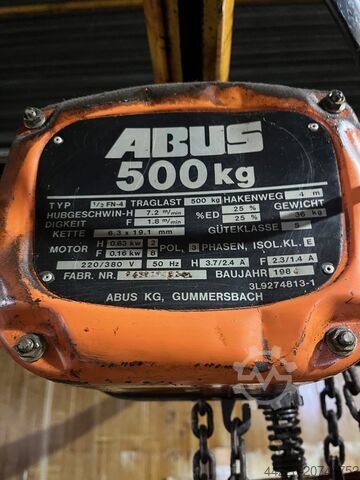 ABUS
500 kg
TYP ½ FN-4 TRAGLAST 500 kg HAKENWEG 4 m
HUBGESCHWIN- H 7.2 m/min %ED 25 % GEWICHT
DIGKEIT F 1.8 m/min 25 % 36 kg
KETTE 6.3 x 19.1 mm GÜTEKLASSE 5
MOTOR H 0.63 kw 2 POL, 3 PHASEN, ISOL.KL. E
F 0.16 kw 8
220/380 V 50 Hz H 3.7/2.4 A F 2.3/1.4 A
FABR. NR. BAUJAHR 198
3L9274813-1
ABUS KG, GUMMERSBACH